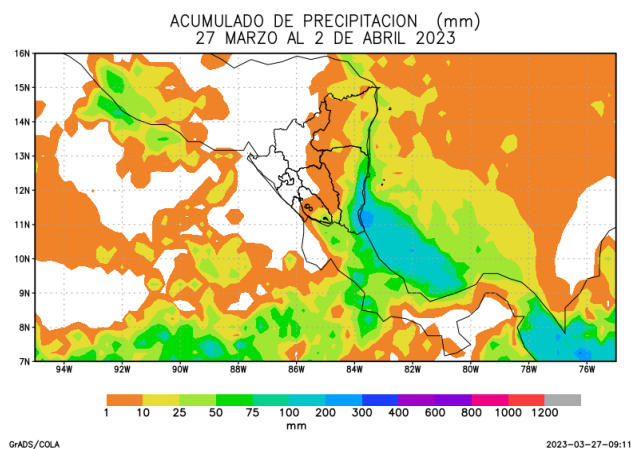 ACUMULADO DE PRECIPITACION (mm)
27 MARZO AL 2 DE ABRIL 2023
16N
15N
14N
13N
12N
11N
10N
9N
8N
7N
94W 92W 90W 88W 86W 84W 82W 80W 78W 76W
1 10 25 50 75 100 200 300 400 600 800 1000 1200
mm
GrADS/COLA 2023-03-27-09:11